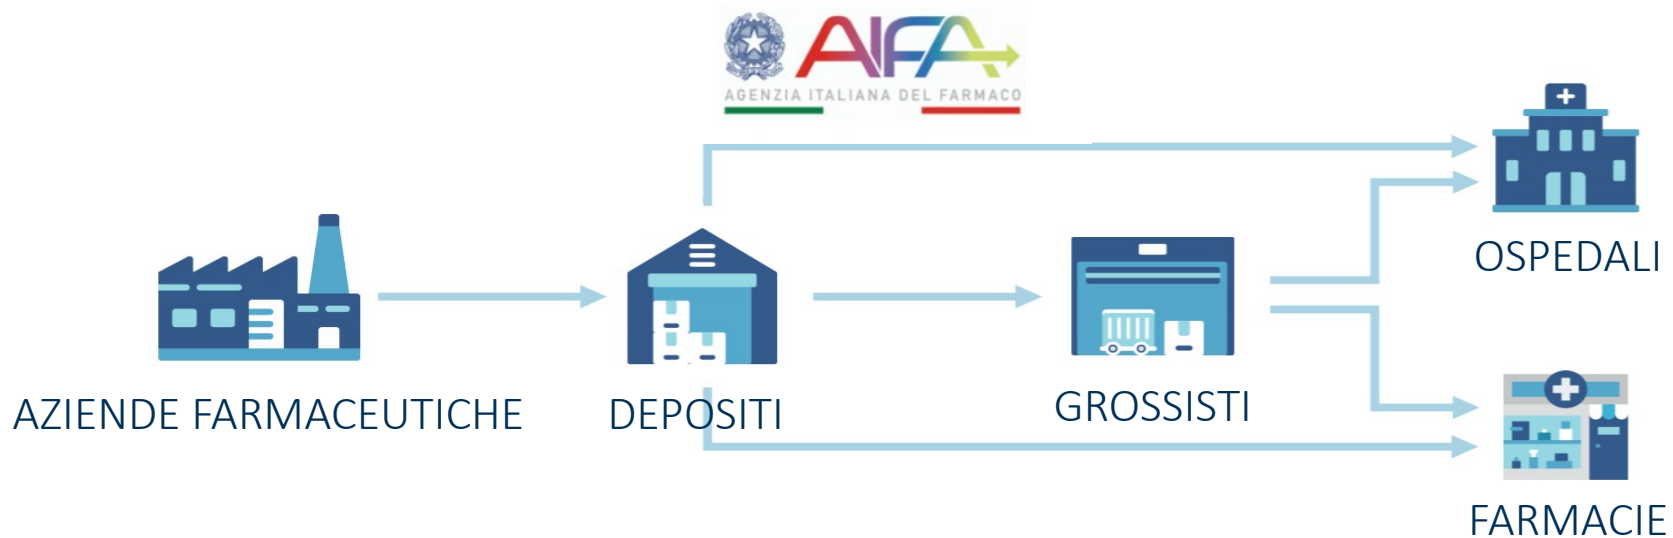 AIFA
AGENZIA ITALIANA DEL FARMACO
OSPEDALI
AZIENDE FARMACEUTICHE
DEPOSITI
GROSSISTI
FARMACIE